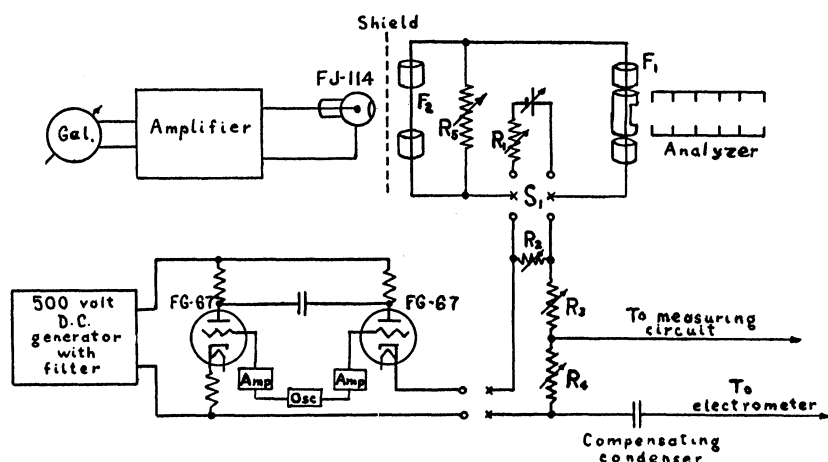 Shield
FJ-114
Gal.
Amplifier
F₂
R₅
R₁
F₁
Analyzer
S₁
R₂
500 volt
D.C.
generator
with
filter
FG-67
FG-67
Amp
Osc
Amp
R₃
To measuring
circuit
R₄
To
electrometer
Compensating
condenser